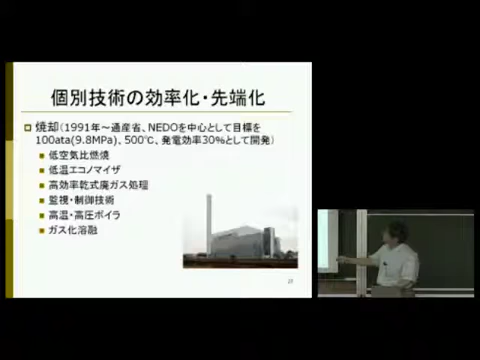 個別技術の効率化・先端化
焼却(1991年～通産省、NEDOを中心として目標を
100ata(9.8MPa)、500℃、発電効率30%として開発)
低空気比燃焼
低温エコノマイザ
高効率乾式廃ガス処理
監視・制御技術
高温・高圧ボイラ
ガス化溶融